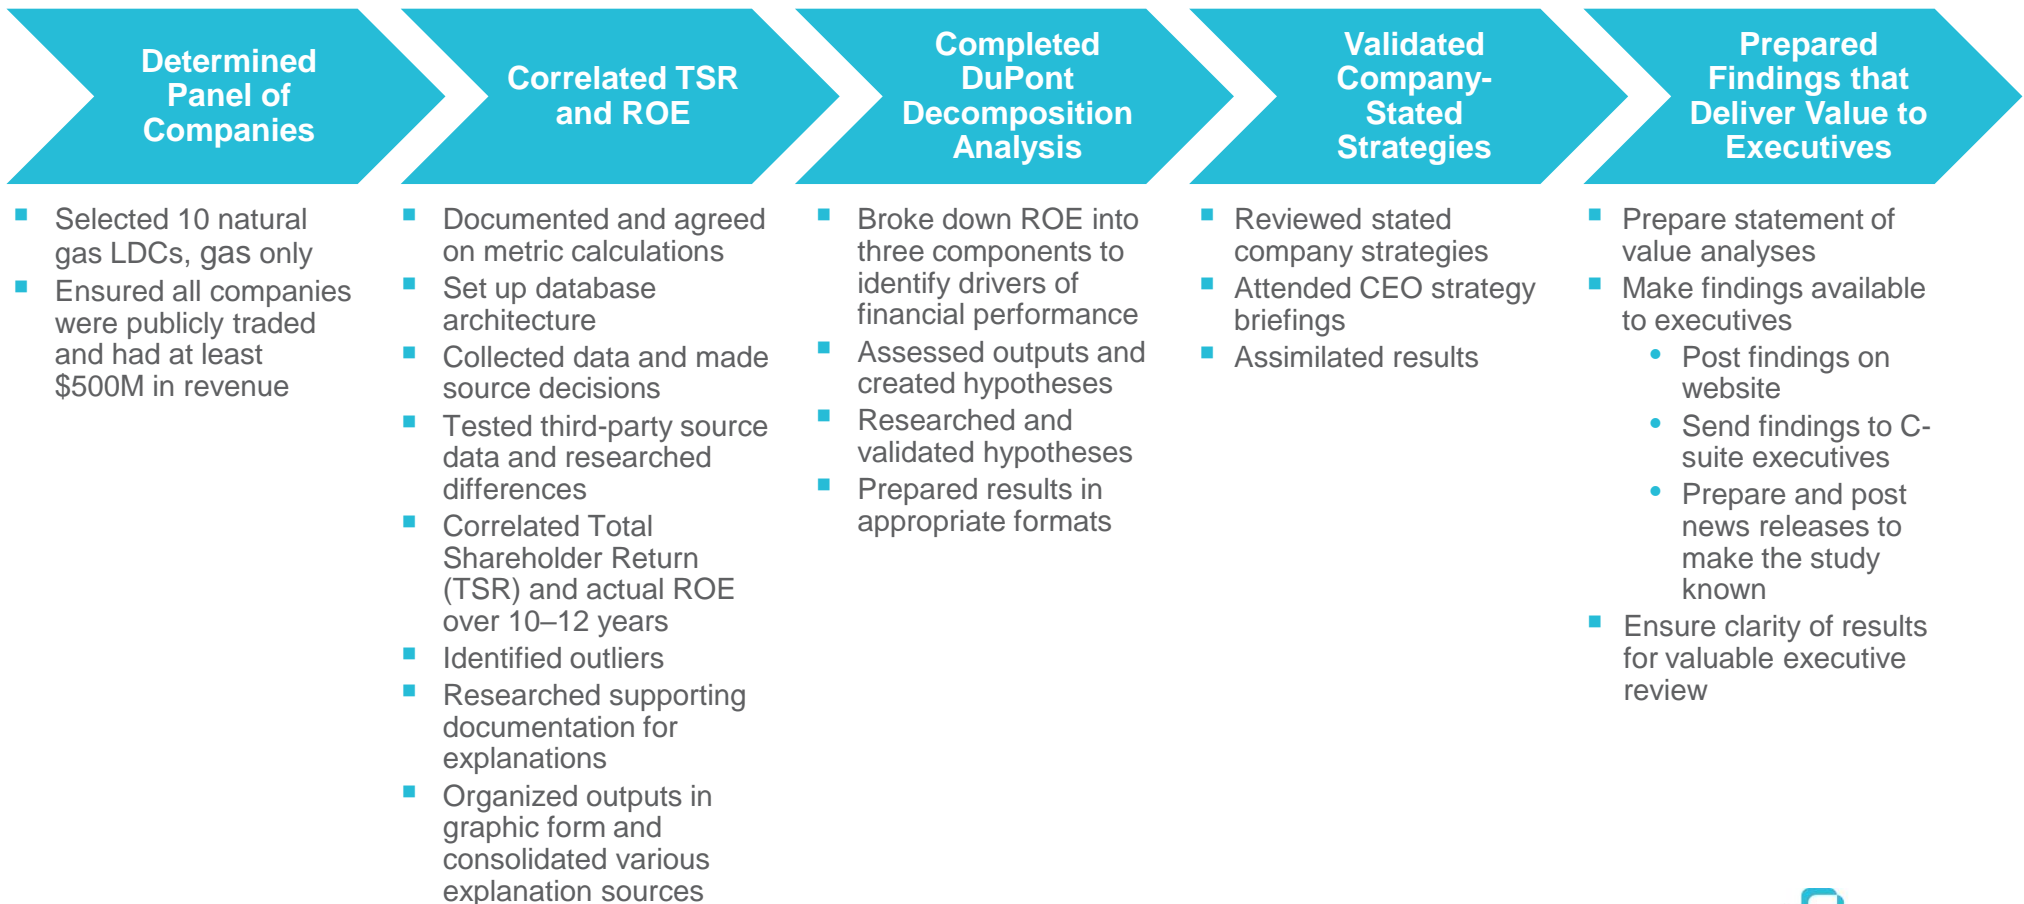 Determined
Panel of
Companies
Selected 10 natural
gas LDCs, gas only
Ensured all companies
were publicly traded
and had at least
$500M in revenue
Correlated TSR
and ROE
Documented and agreed
on metric calculations
Set up database
architecture
Collected data and made
source decisions
Tested third-party source
data and researched
differences
Correlated Total
Shareholder Return
(TSR) and actual ROE
over 10–12 years
Identified outliers
Researched supporting
documentation for
explanations
Organized outputs in
graphic form and
consolidated various
explanation sources
Completed
DuPont
Decomposition
Analysis
Broke down ROE into
three components to
identify drivers of
financial performance
Assessed outputs and
created hypotheses
Researched and
validated hypotheses
Prepared results in
appropriate formats
Validated
Company-
Stated
Strategies
Reviewed stated
company strategies
Attended CEO strategy
briefings
Assimilated results
Prepared
Findings that
Deliver Value to
Executives
Prepare statement of
value analyses
Make findings available
to executives
Post findings on
website
Send findings to C-
suite executives
Prepare and post
news releases to
make the study
known
Ensure clarity of results
for valuable executive
review